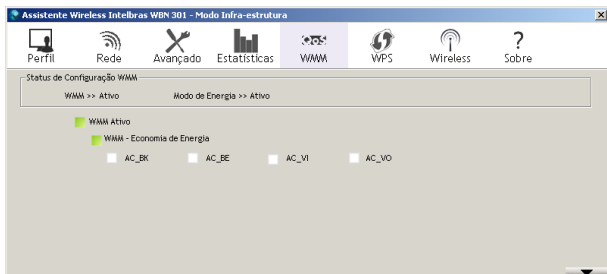 Assistente Wireless Intelbras WBN 301 - Modo Infra-estrutura
Perfil Rede Avançado Estatísticas QoS WMM WPS Wireless ? Sobre
Status de Configuração WMM
WMM >> Ativo Modo de Energia >> Ativo
WMM Ativo
WMM - Economia de Energia
AC_BK AC_BE AC_VI AC_VO